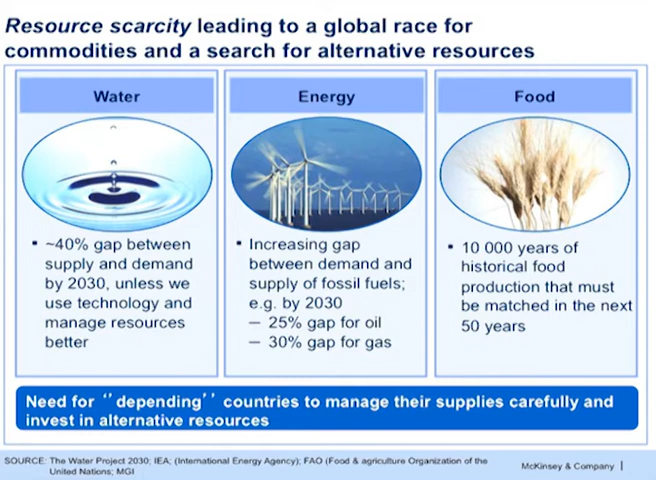 Resource scarcity leading to a global race for
commodities and a search for alternative resources
Water
~40% gap between
supply and demand
by 2030, unless we
use technology and
manage resources
better
Energy
Increasing gap
between demand and
supply of fossil fuels;
e.g. by 2030
— 25% gap for oil
— 30% gap for gas
Food
10 000 years of
historical food
production that must
be matched in the next
50 years
Need for ‘‘depending’’ countries to manage their supplies carefully and
invest in alternative resources
SOURCE: The Water Project 2030; IEA; (International Energy Agency); FAO (Food & agriculture Organization of the
United Nations; MGI
McKinsey & Company |